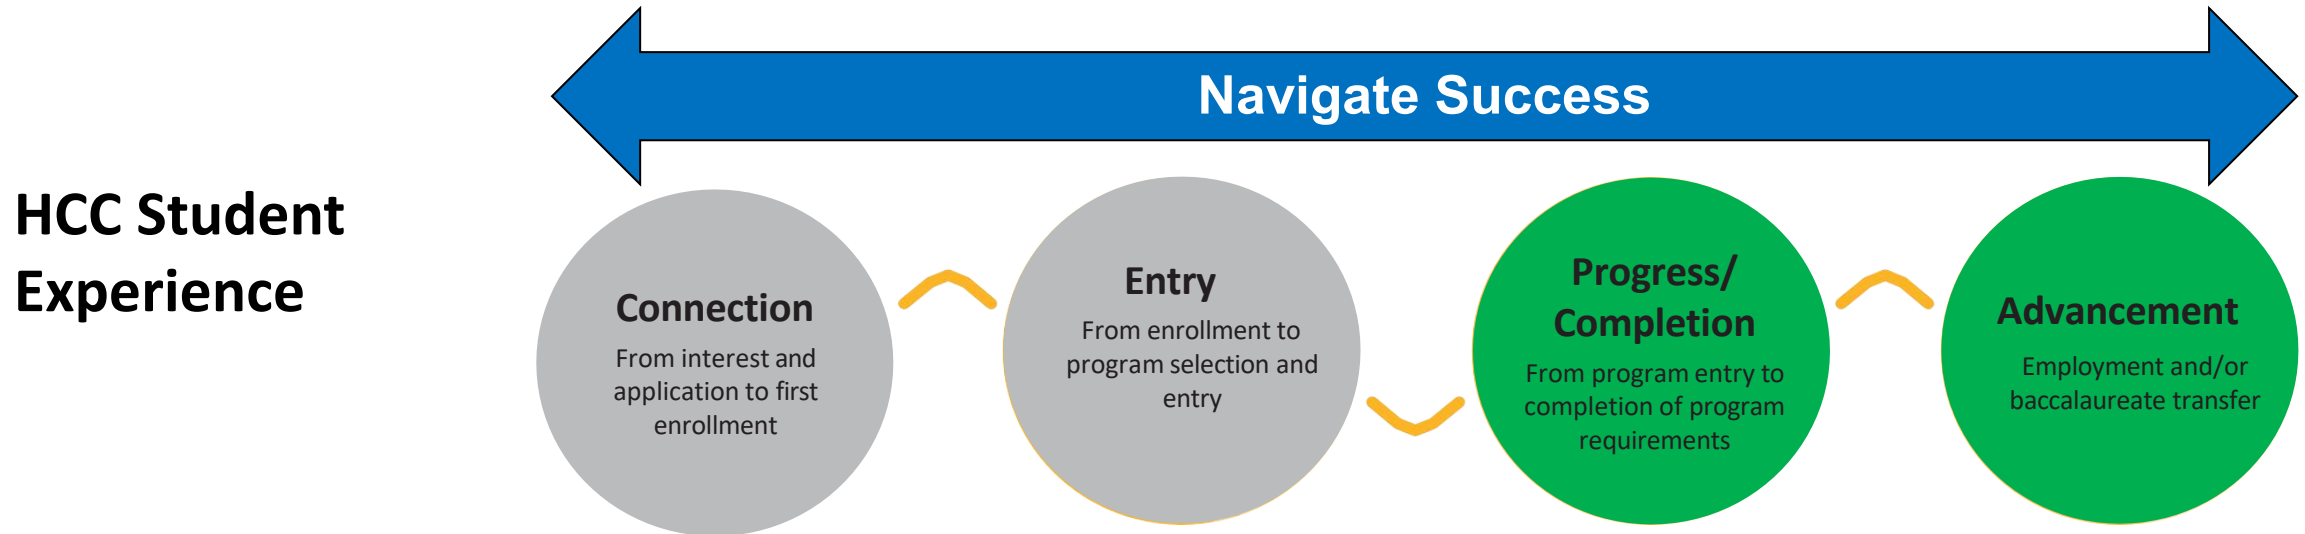 Navigate Success
HCC Student
Experience
Connection
From interest and
application to first
enrollment
Entry
From enrollment to
program selection and
entry
Progress/
Completion
From program entry to
completion of program
requirements
Advancement
Employment and/or
baccalaureate transfer